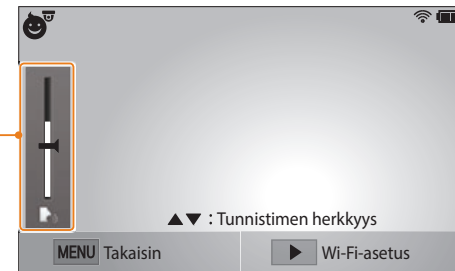 ▲▼ : Tunnistimen herkkyys
MENU Takaisin
▶ Wi-Fi-asetus